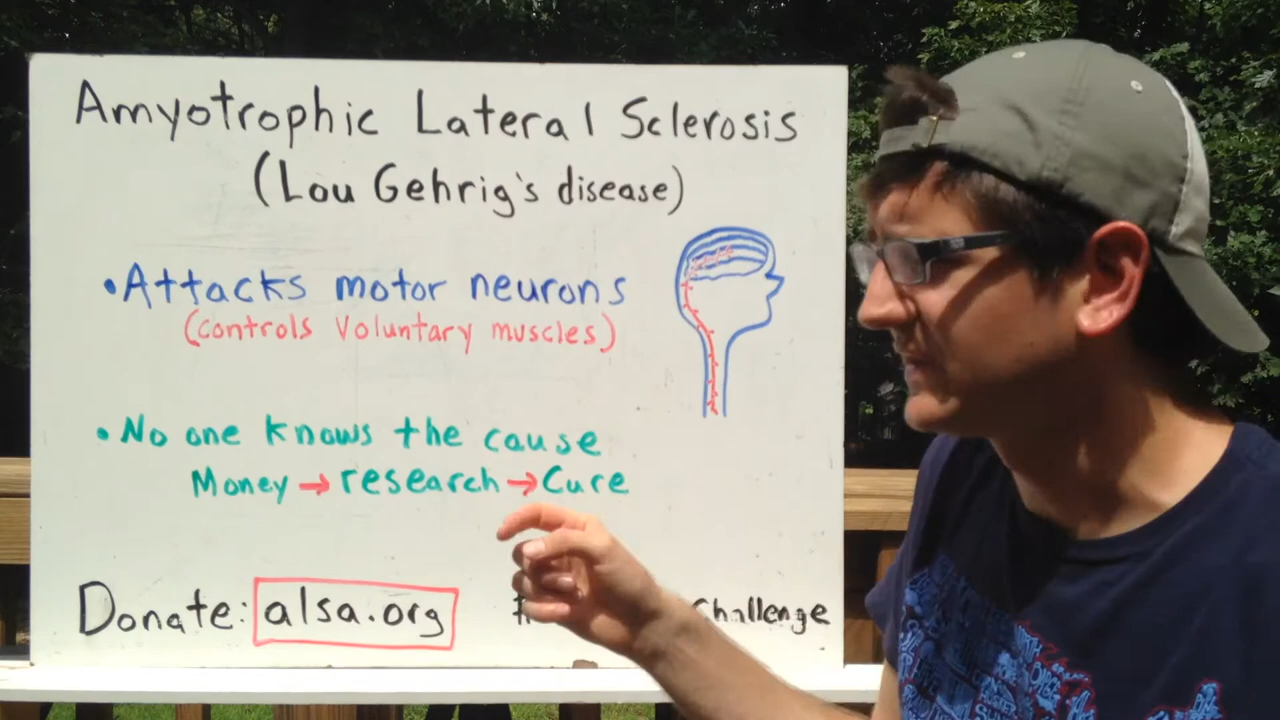 Amyotrophic Lateral Sclerosis
(Lou Gehrig's disease)
•Attacks motor neurons
(controls voluntary muscles)
• No one knows the cause
Money → research → Cure
Donate: alsa.org
# Challenge